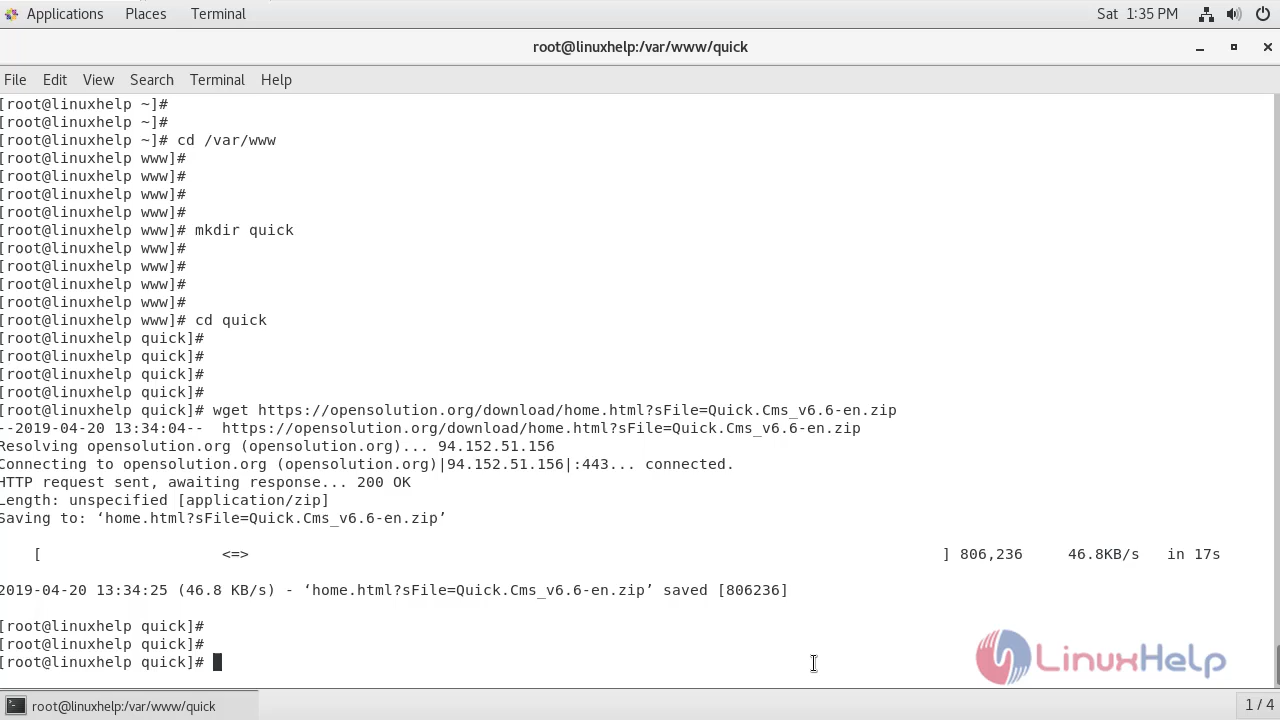 Applications Places Terminal Sat 1:35 PM
root@linuxhelp:/var/www/quick
File Edit View Search Terminal Help
[root@linuxhelp ~]#
[root@linuxhelp ~]#
[root@linuxhelp ~]# cd /var/www
[root@linuxhelp www]#
[root@linuxhelp www]#
[root@linuxhelp www]#
[root@linuxhelp www]#
[root@linuxhelp www]# mkdir quick
[root@linuxhelp www]#
[root@linuxhelp www]#
[root@linuxhelp www]#
[root@linuxhelp www]#
[root@linuxhelp www]# cd quick
[root@linuxhelp quick]#
[root@linuxhelp quick]#
[root@linuxhelp quick]#
[root@linuxhelp quick]#
[root@linuxhelp quick]# wget https://opensolution.org/download/home.html?sFile=Quick.Cms_v6.6-en.zip
--2019-04-20 13:34:04--  https://opensolution.org/download/home.html?sFile=Quick.Cms_v6.6-en.zip
Resolving opensolution.org (opensolution.org)... 94.152.51.156
Connecting to opensolution.org (opensolution.org)|94.152.51.156|:443... connected.
HTTP request sent, awaiting response... 200 OK
Length: unspecified [application/zip]
Saving to: ‘home.html?sFile=Quick.Cms_v6.6-en.zip’
[ <=> ] 806,236 46.8KB/s in 17s
2019-04-20 13:34:25 (46.8 KB/s) - ‘home.html?sFile=Quick.Cms_v6.6-en.zip’ saved [806236]
[root@linuxhelp quick]#
[root@linuxhelp quick]#
[root@linuxhelp quick]#
LinuxHelp
root@linuxhelp:/var/www/quick 1 / 4